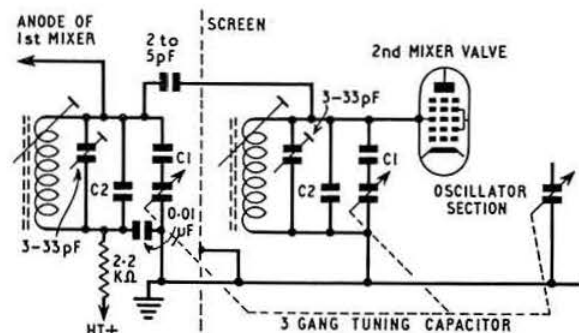 ANODE OF
1st MIXER
2 to
5pF
SCREEN
2nd MIXER VALVE
3-33pF
C1
C2
C1
C2
OSCILLATOR
SECTION
3-33pF
0·01
μF
2·2
KΩ
HT+
3 GANG TUNING CAPACITOR